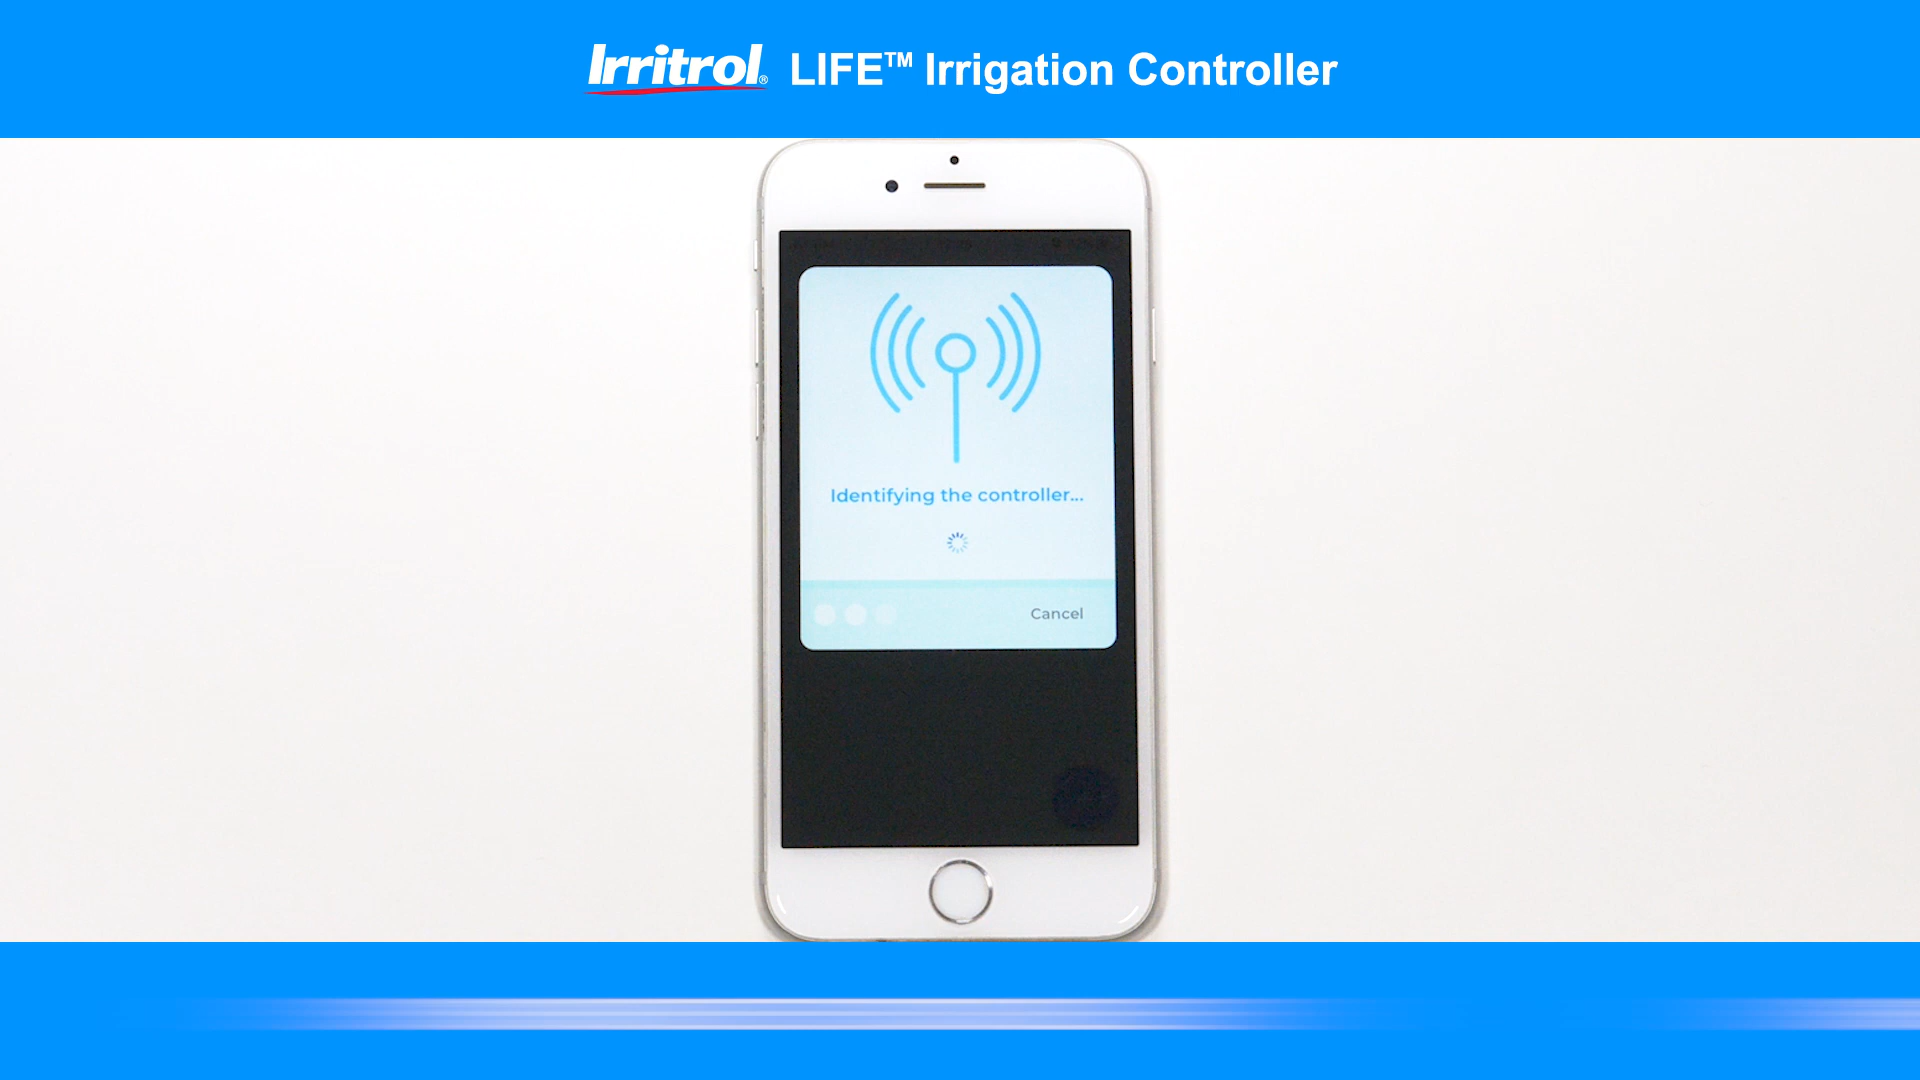 Irritrol® LIFE™ Irrigation Controller
Identifying the controller...
Cancel